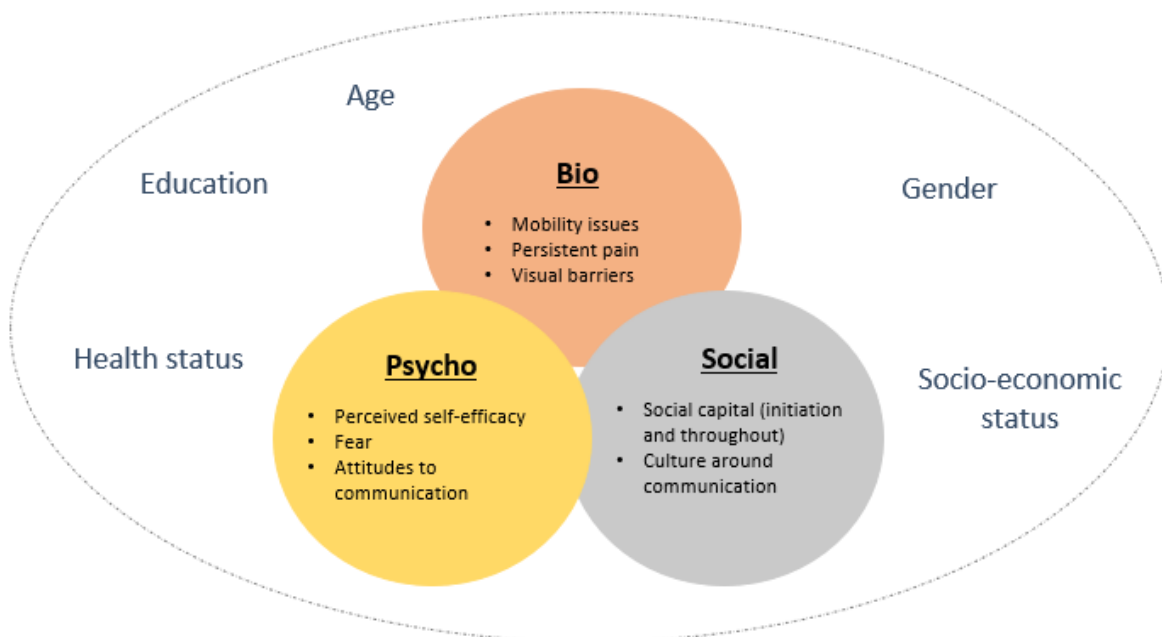 Age
Education
Gender
Health status
Socio-economic
status
Bio
• Mobility issues
• Persistent pain
• Visual barriers
Psycho
• Perceived self-efficacy
• Fear
• Attitudes to
communication
Social
• Social capital (initiation
and throughout)
• Culture around
communication